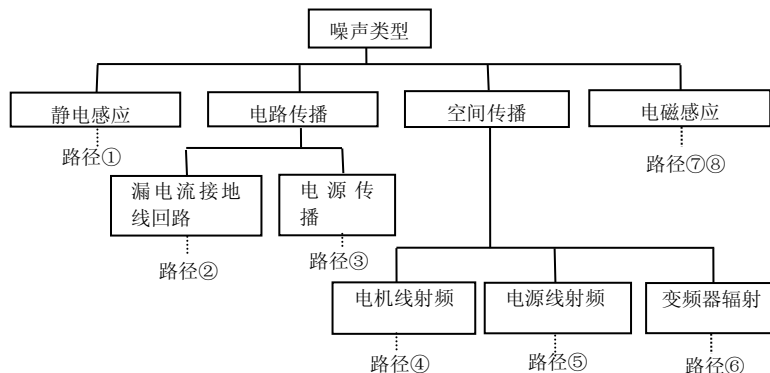 噪声类型
静电感应
电路传播
空间传播
电磁感应
路径①
路径⑦⑧
漏电流接地
线回路
电源传
播
路径②
路径③
电机线射频
电源线射频
变频器辐射
路径④
路径⑤
路径⑥